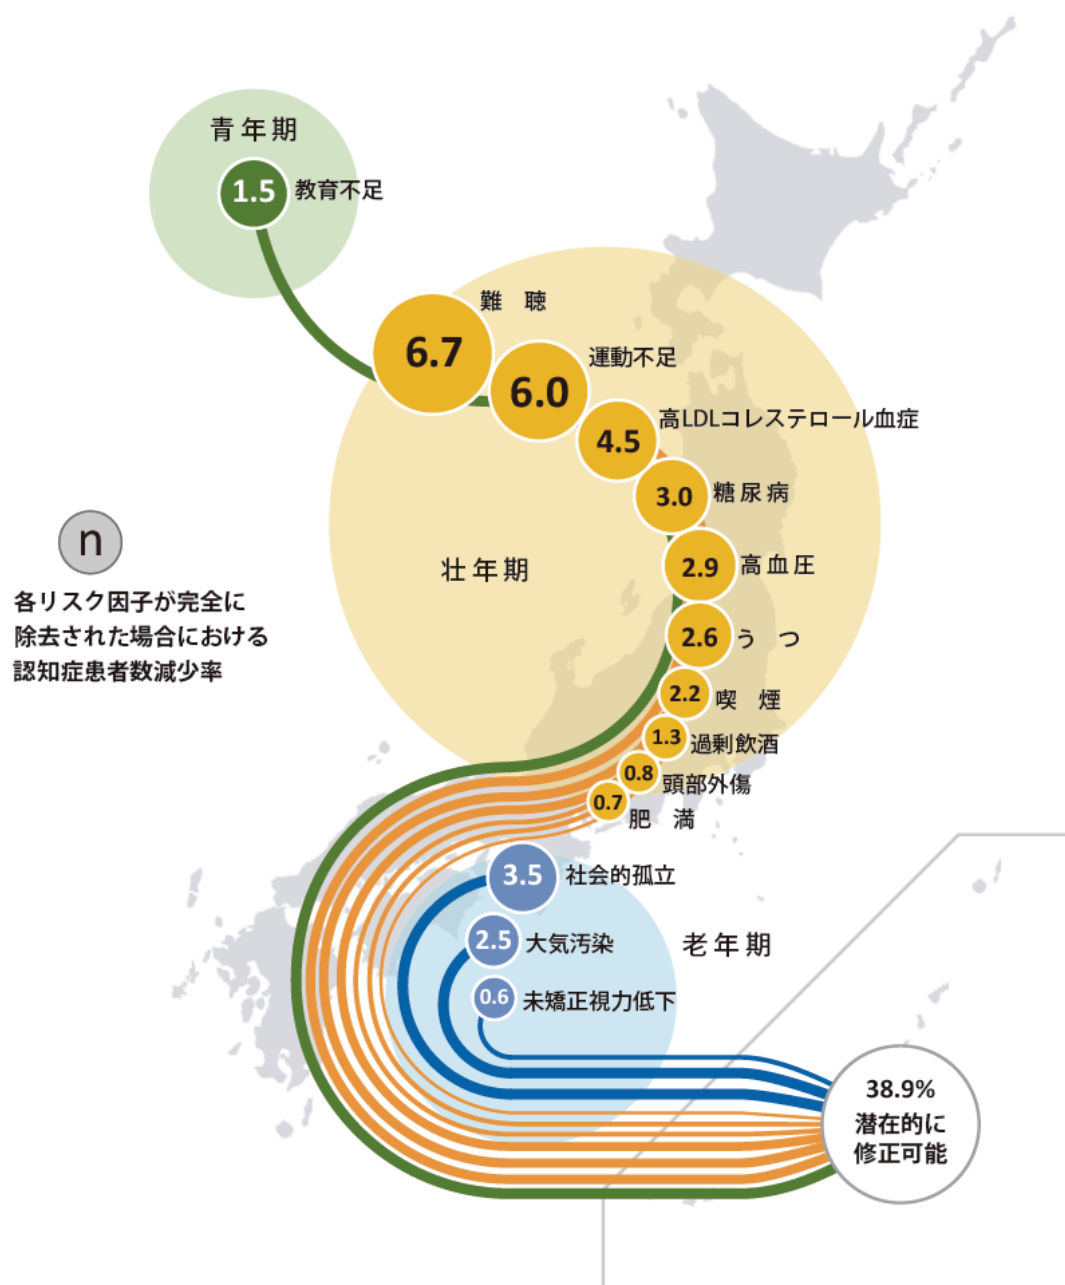 青年期
1.5 教育不足
6.7 難聴
6.0 運動不足
4.5 高LDLコレステロール血症
3.0 糖尿病
2.9 高血圧
2.6 うつ
2.2 喫煙
1.3 過剰飲酒
0.8 頭部外傷
0.7 肥満
壮年期
n
各リスク因子が完全に
除去された場合における
認知症患者数減少率
3.5 社会的孤立
2.5 大気汚染
0.6 未矯正視力低下
老年期
38.9%
潜在的に
修正可能